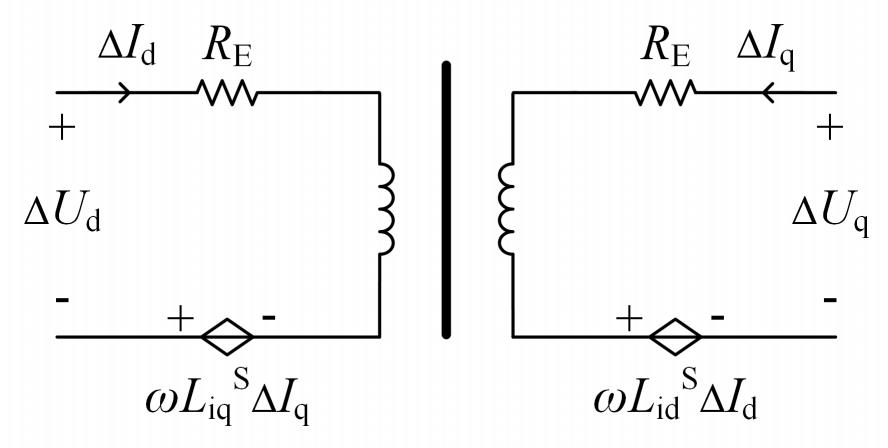 ΔI_d R_E R_E ΔI_q
+ +
ΔU_d ΔU_q
- -
+ - + -
ωL_iq^S ΔI_q ωL_id^S ΔI_d